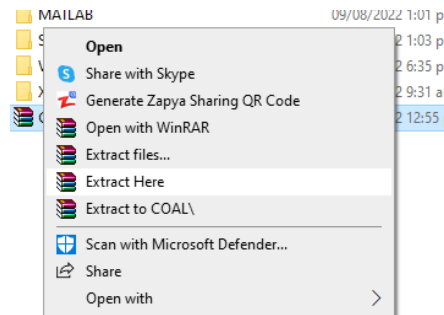 MATLAB 09/08/2022 1:01 p
S 2 1:03 p
Open
Share with Skype
2 6:35 p
Generate Zapya Sharing QR Code
X 2 9:31 a
Open with WinRAR
2 12:55
Extract files...
Extract Here
Extract to COAL\
Scan with Microsoft Defender...
Share
Open with